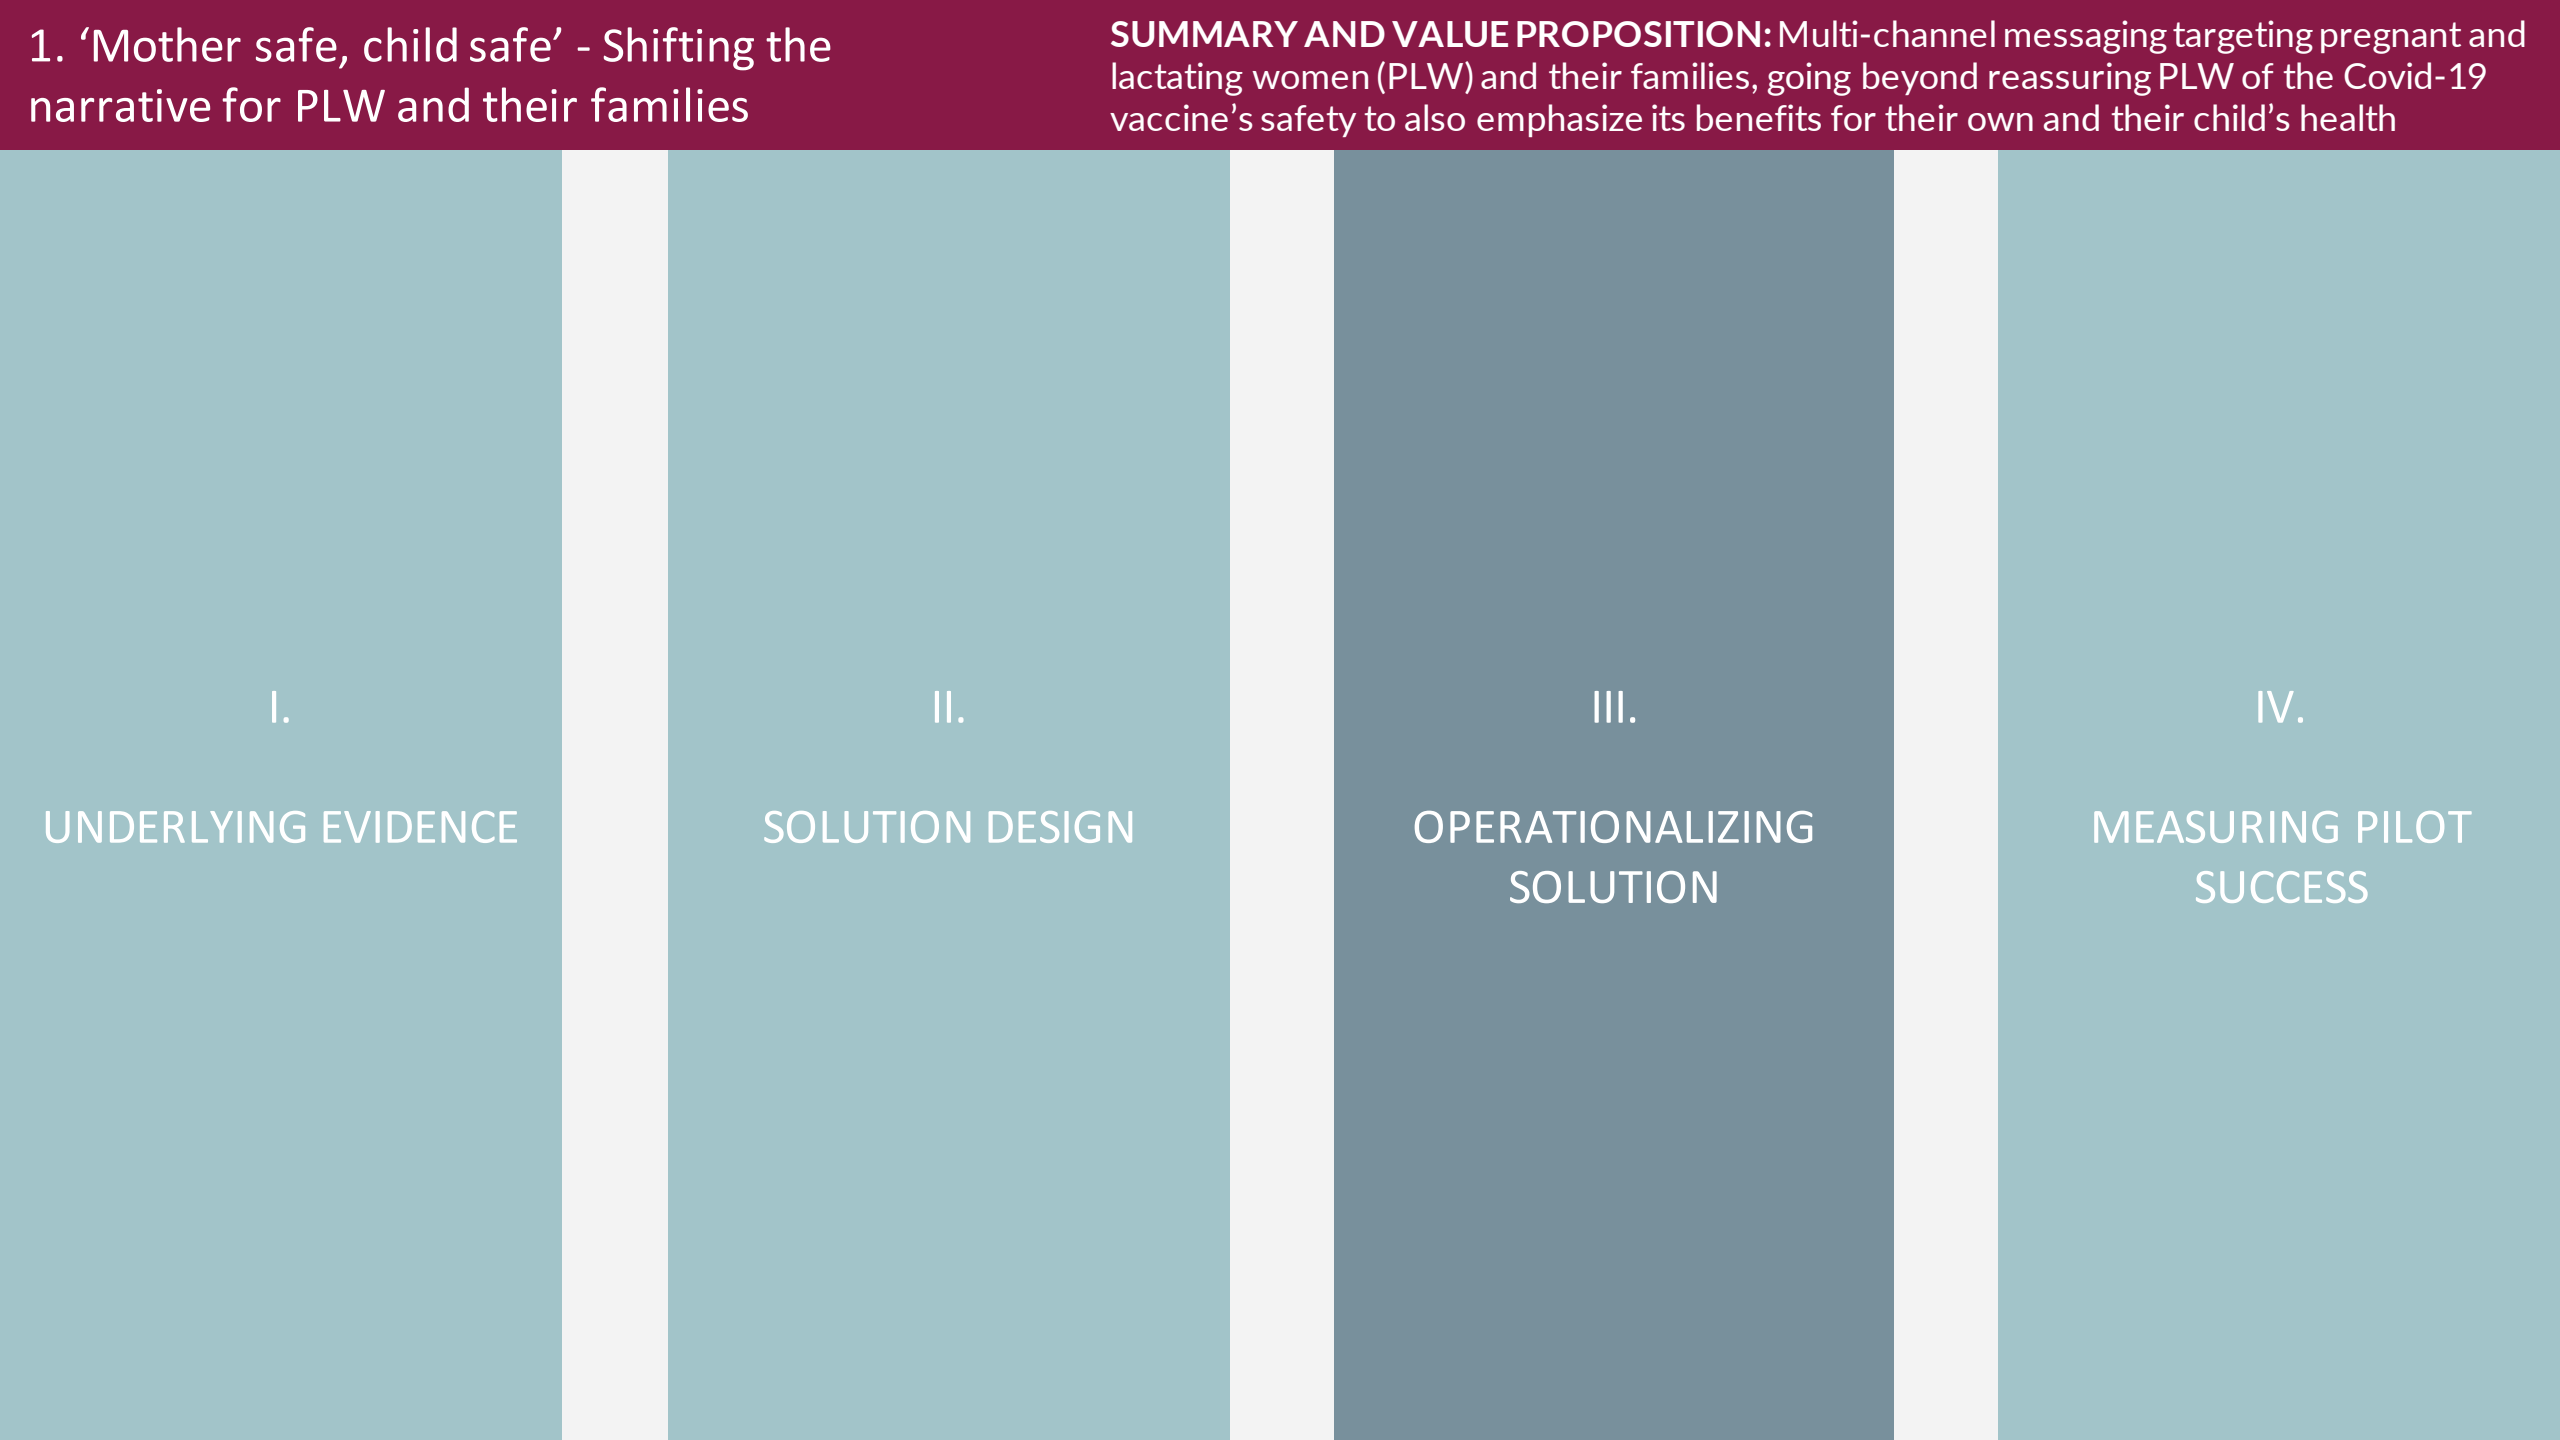 1. ‘Mother safe, child safe’ - Shifting the
narrative for PLW and their families
SUMMARY AND VALUE PROPOSITION: Multi-channel messaging targeting pregnant and
lactating women (PLW) and their families, going beyond reassuring PLW of the Covid-19
vaccine’s safety to also emphasize its benefits for their own and their child’s health
I.
UNDERLYING EVIDENCE
II.
SOLUTION DESIGN
III.
OPERATIONALIZING
SOLUTION
IV.
MEASURING PILOT
SUCCESS